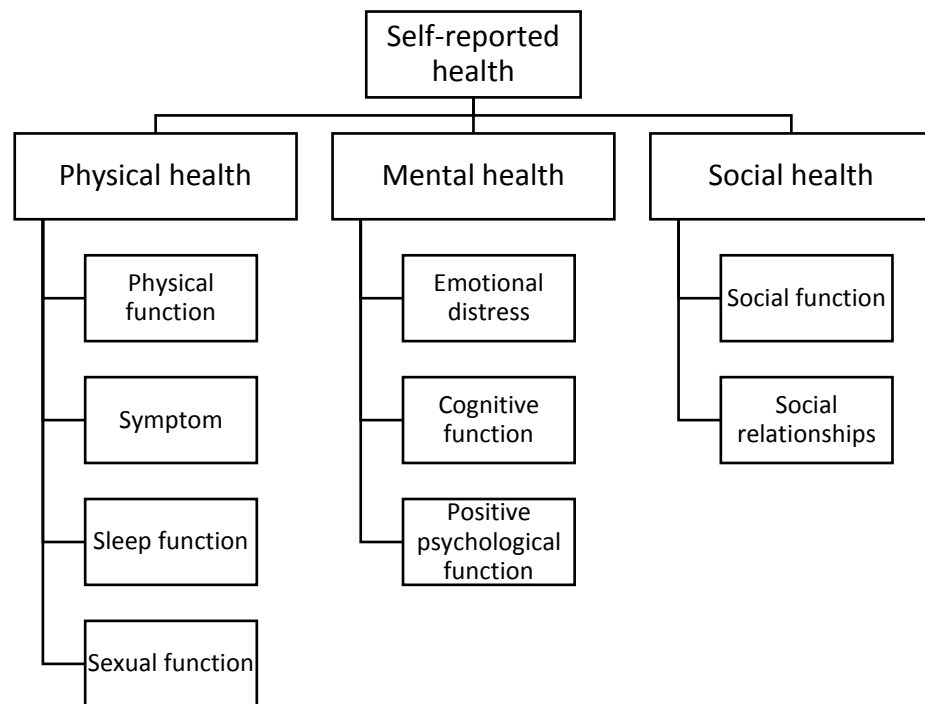 Self-reported
health
Physical health
Mental health
Social health
Physical
function
Symptom
Sleep function
Sexual function
Emotional
distress
Cognitive
function
Positive
psychological
function
Social function
Social
relationships